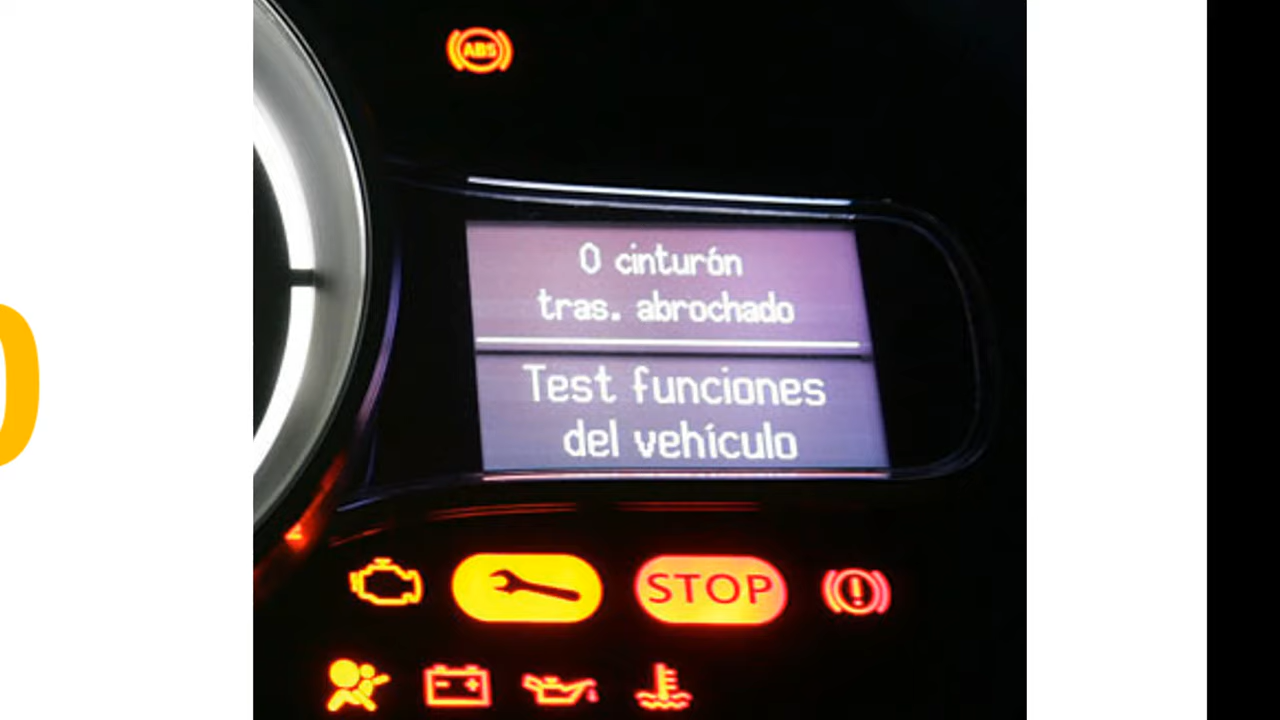 ABS
0 cinturón
tras. abrochado
Test funciones
del vehículo
STOP